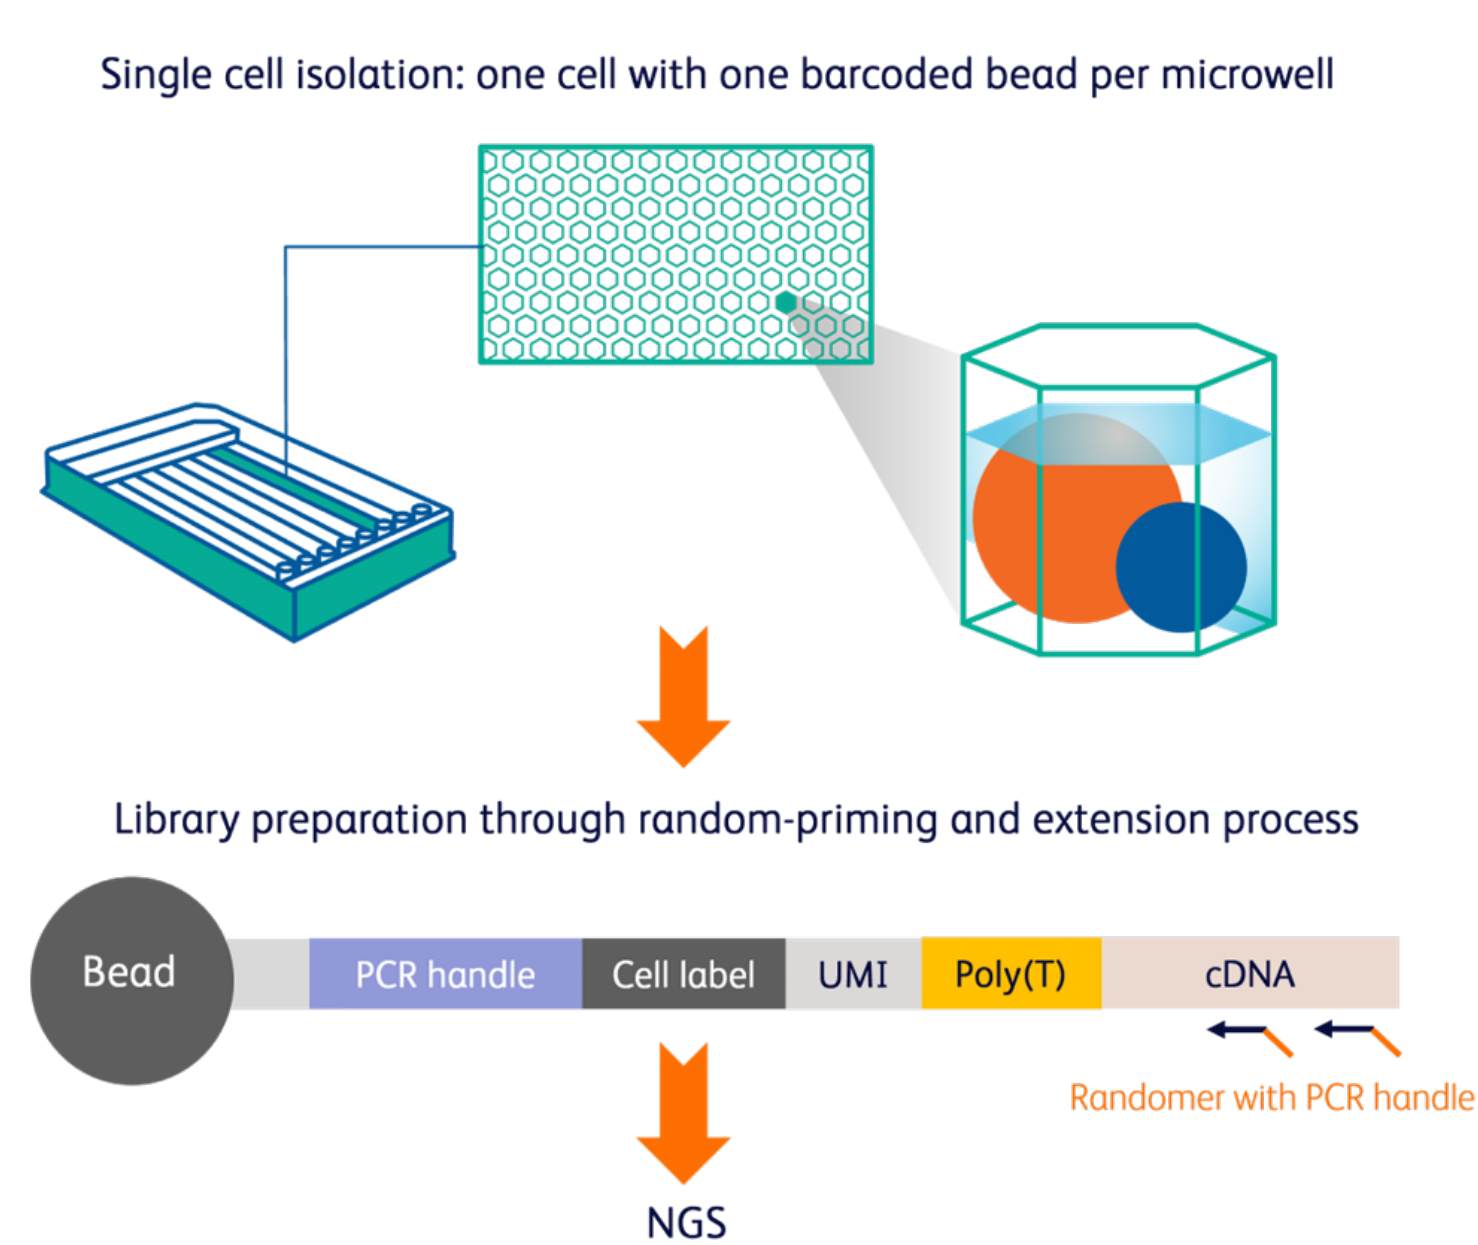 Single cell isolation: one cell with one barcoded bead per microwell
Library preparation through random-priming and extension process
Bead
PCR handle
Cell label
UMI
Poly(T)
cDNA
Randomer with PCR handle
NGS